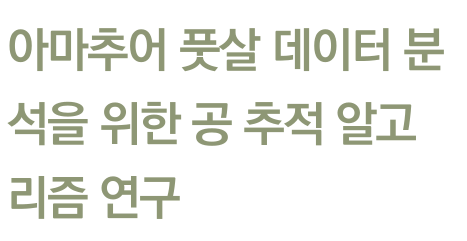 아마추어 풋살 데이터 분
석을 위한 공 추적 알고
리즘 연구